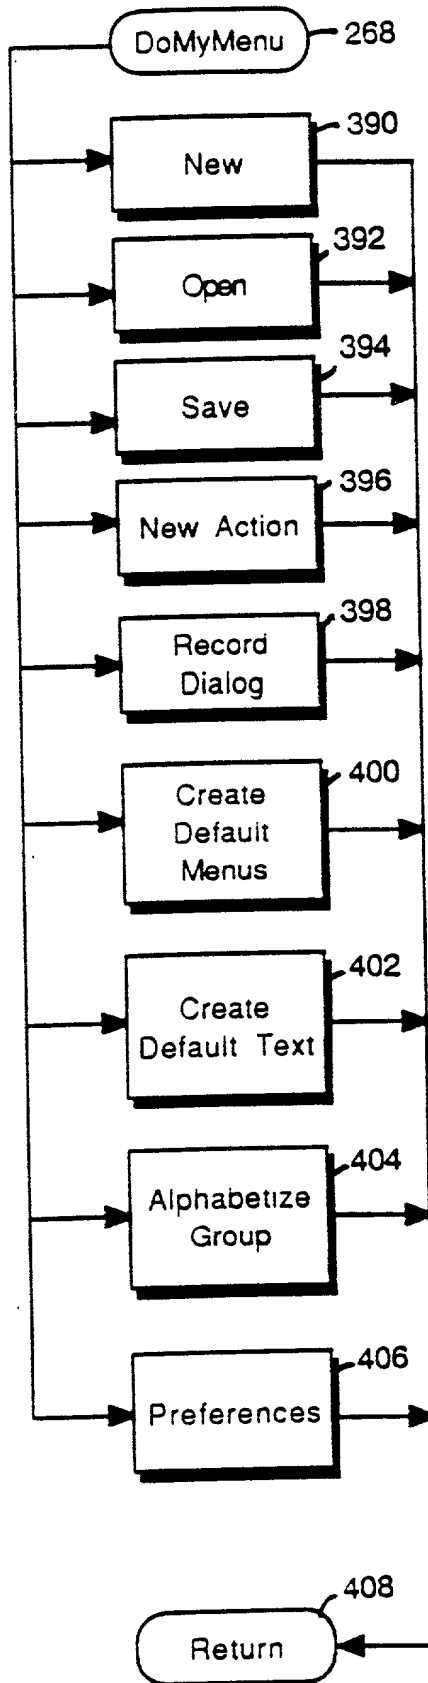 DoMyMenu 268
390
New
392
Open
394
Save
396
New Action
398
Record
Dialog
400
Create
Default
Menus
402
Create
Default Text
404
Alphabetize
Group
406
Preferences
408
Return